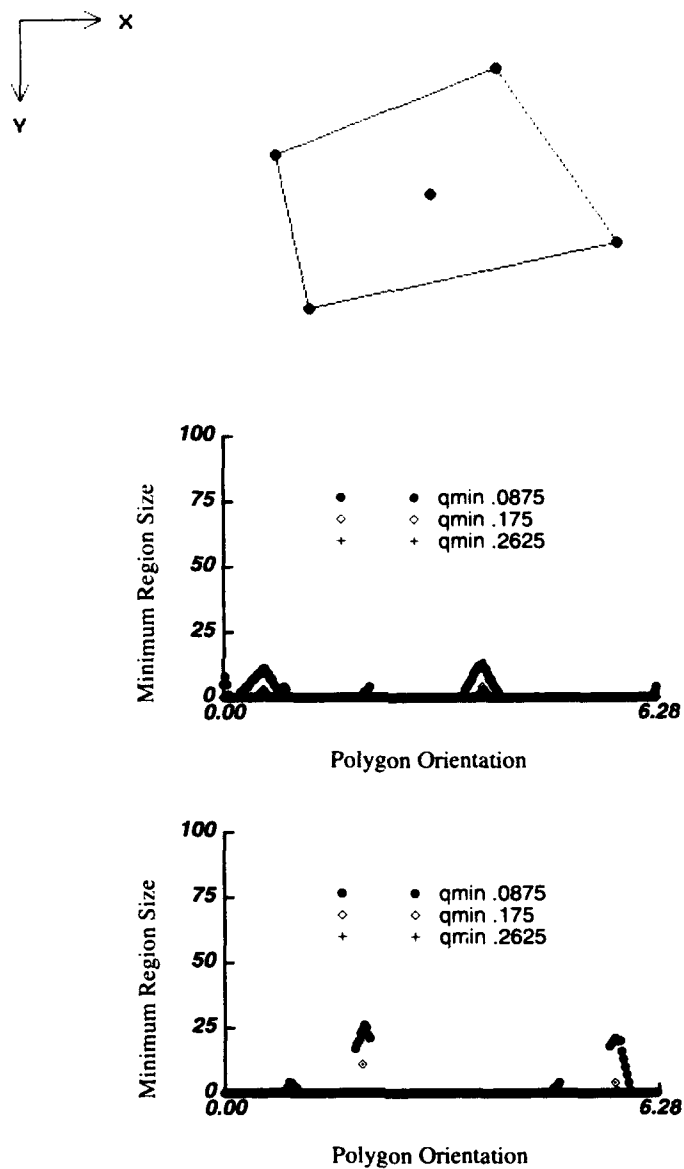 X
Y
100
75
50
25
0
0.00
6.28
Minimum Region Size
qmin .0875
qmin .175
qmin .2625
Polygon Orientation
100
75
50
25
0
0.00
6.28
Minimum Region Size
qmin .0875
qmin .175
qmin .2625
Polygon Orientation